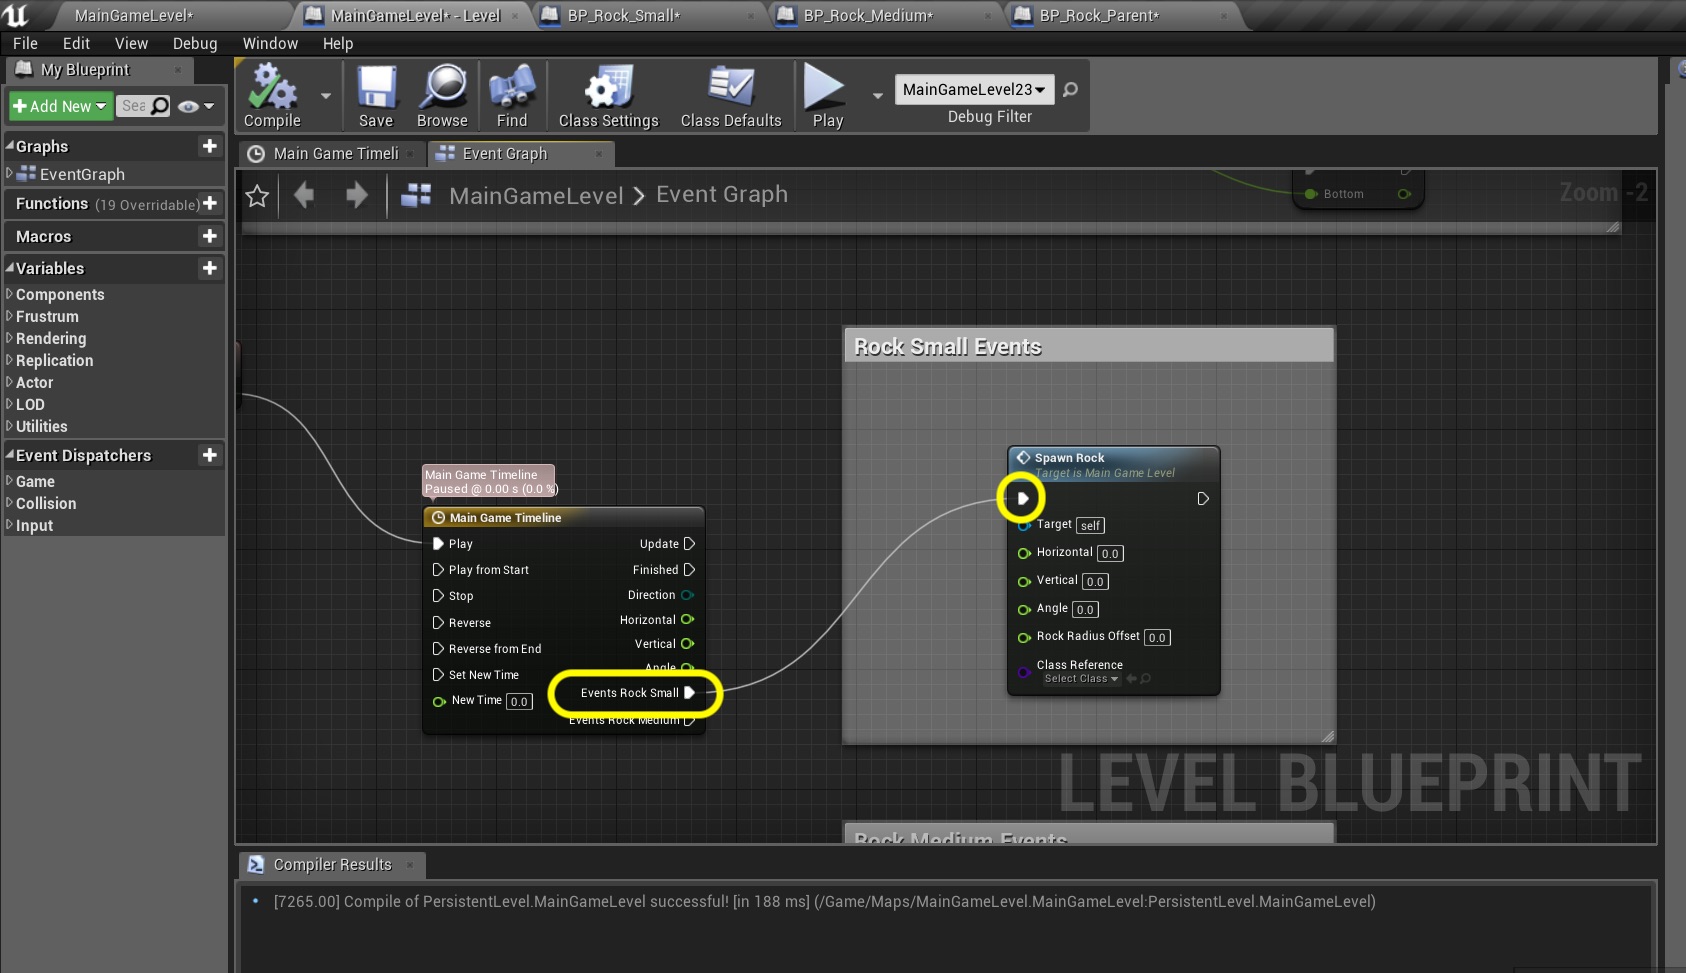 MainGameLevel*
MainGameLevel* - Level
BP_Rock_Small*
BP_Rock_Medium*
BP_Rock_Parent*
File Edit View Debug Window Help
My Blueprint
Add New
Sea
Compile
Save
Browse
Find
Class Settings
Class Defaults
Play
MainGameLevel23
Debug Filter
Graphs
EventGraph
Functions (19 Overridable)
Macros
Variables
Components
Frustrum
Rendering
Replication
Actor
LOD
Utilities
Event Dispatchers
Game
Collision
Input
Main Game Timeli
Event Graph
MainGameLevel > Event Graph
Zoom -2
Bottom
Rock Small Events
Main Game Timeline
Paused @ 0.00 s (0.0 %)
Main Game Timeline
Play
Play from Start
Stop
Reverse
Reverse from End
Set New Time
New Time 0.0
Update
Finished
Direction
Horizontal
Vertical
Angle
Events Rock Small
Events Rock Medium
Spawn Rock
Target is Main Game Level
Target self
Horizontal 0.0
Vertical 0.0
Angle 0.0
Rock Radius Offset 0.0
Class Reference
Select Class
LEVEL BLUEPRINT
Rock Medium Events
Compiler Results
[7265.00] Compile of PersistentLevel.MainGameLevel successful! [in 188 ms] (/Game/Maps/MainGameLevel.MainGameLevel:PersistentLevel.MainGameLevel)